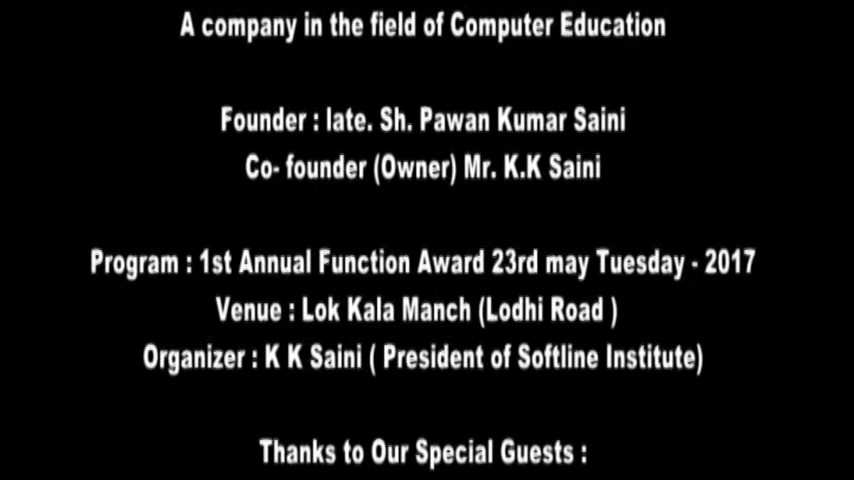 A company in the field of Computer Education
Founder : late. Sh. Pawan Kumar Saini
Co- founder (Owner) Mr. K.K Saini
Program : 1st Annual Function Award 23rd may Tuesday - 2017
Venue : Lok Kala Manch (Lodhi Road )
Organizer : K K Saini ( President of Softline Institute)
Thanks to Our Special Guests :